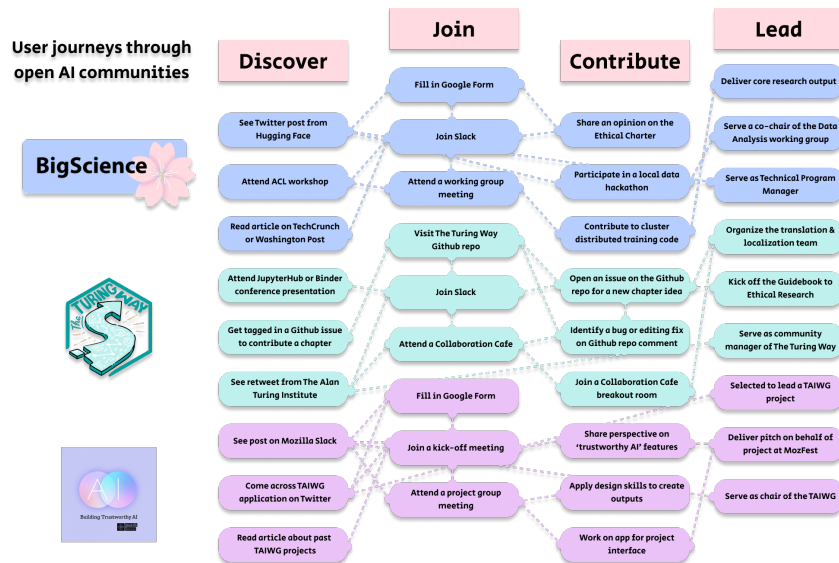 User journeys through
open AI communities
Discover
Join
Contribute
Lead
BigScience
See Twitter post from
Hugging Face
Attend ACL workshop
Read article on TechCrunch
or Washington Post
Fill in Google Form
Join Slack
Attend a working group
meeting
Share an opinion on the
Ethical Charter
Participate in a local data
hackathon
Contribute to cluster
distributed training code
Deliver core research output
Serve a co-chair of the Data
Analysis working group
Serve as Technical Program
Manager
The
TURING WAY
Attend JupyterHub or Binder
conference presentation
Get tagged in a Github issue
to contribute a chapter
See retweet from The Alan
Turing Institute
Visit The Turing Way
Github repo
Join Slack
Attend a Collaboration Cafe
Open an issue on the Github
repo for a new chapter idea
Identify a bug or editing fix
on Github repo comment
Join a Collaboration Cafe
breakout room
Organize the translation &
localization team
Kick off the Guidebook to
Ethical Research
Serve as community
manager of The Turing Way
AI
Building Trustworthy AI
See post on Mozilla Slack
Come across TAIWG
application on Twitter
Read article about past
TAIWG projects
Fill in Google Form
Join a kick-off meeting
Attend a project group
meeting
Share perspective on
'trustworthy AI' features
Apply design skills to create
outputs
Work on app for project
interface
Selected to lead a TAIWG
project
Deliver pitch on behalf of
project at MozFest
Serve as chair of the TAIWG